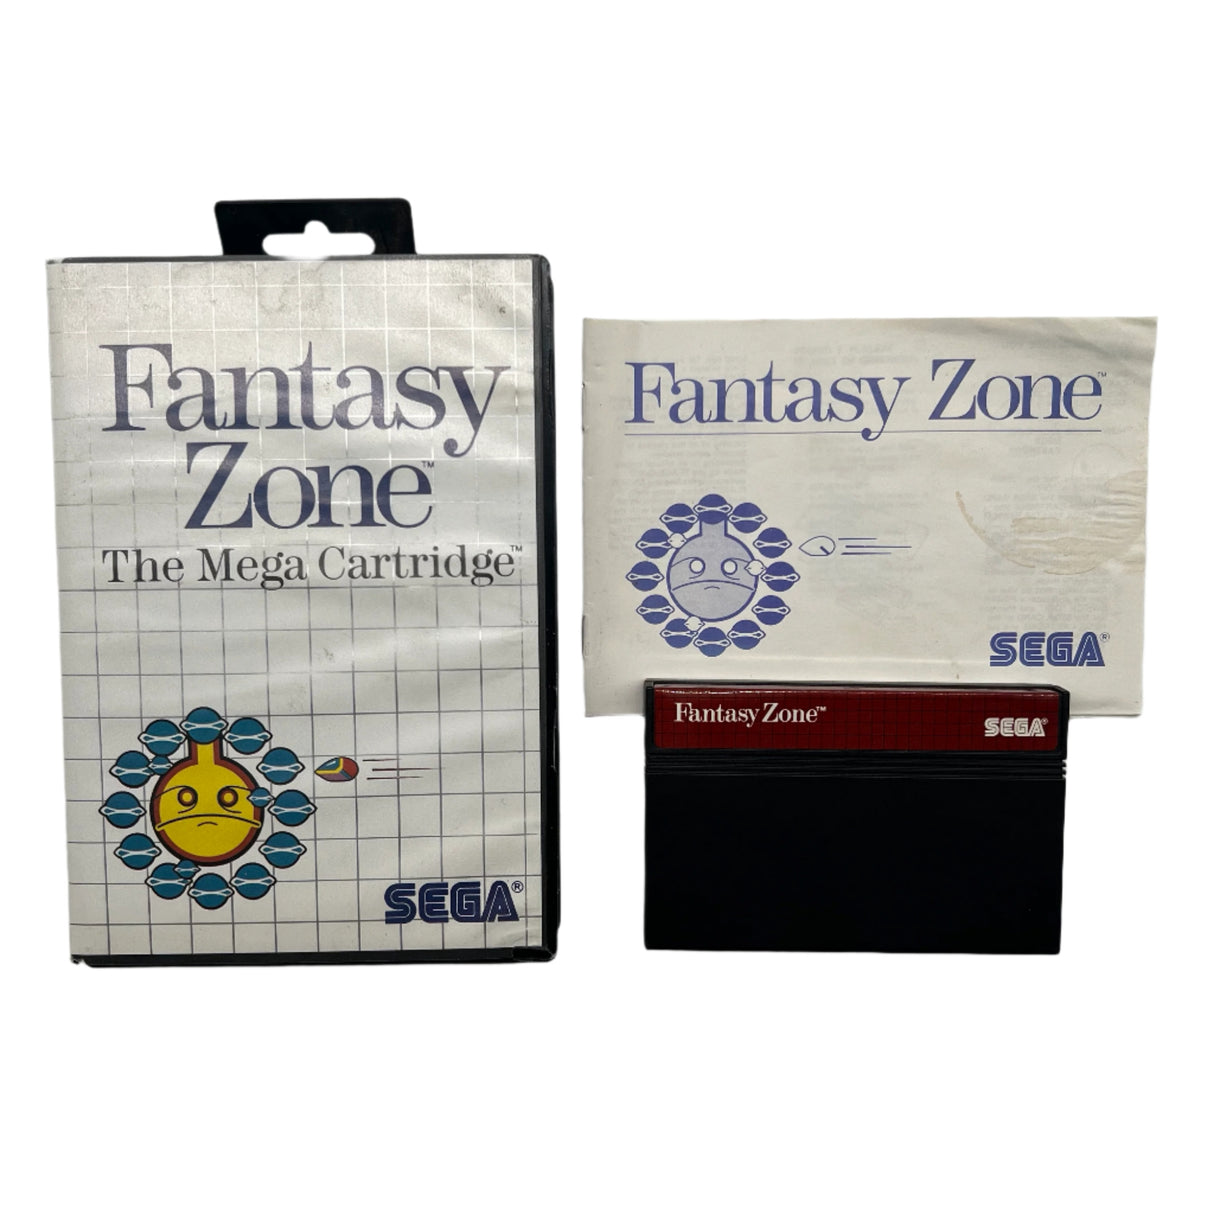 Fantasy
Zone™
The Mega Cartridge™
SEGA®
Fantasy Zone™
SEGA®
Fantasy Zone™
SEGA®